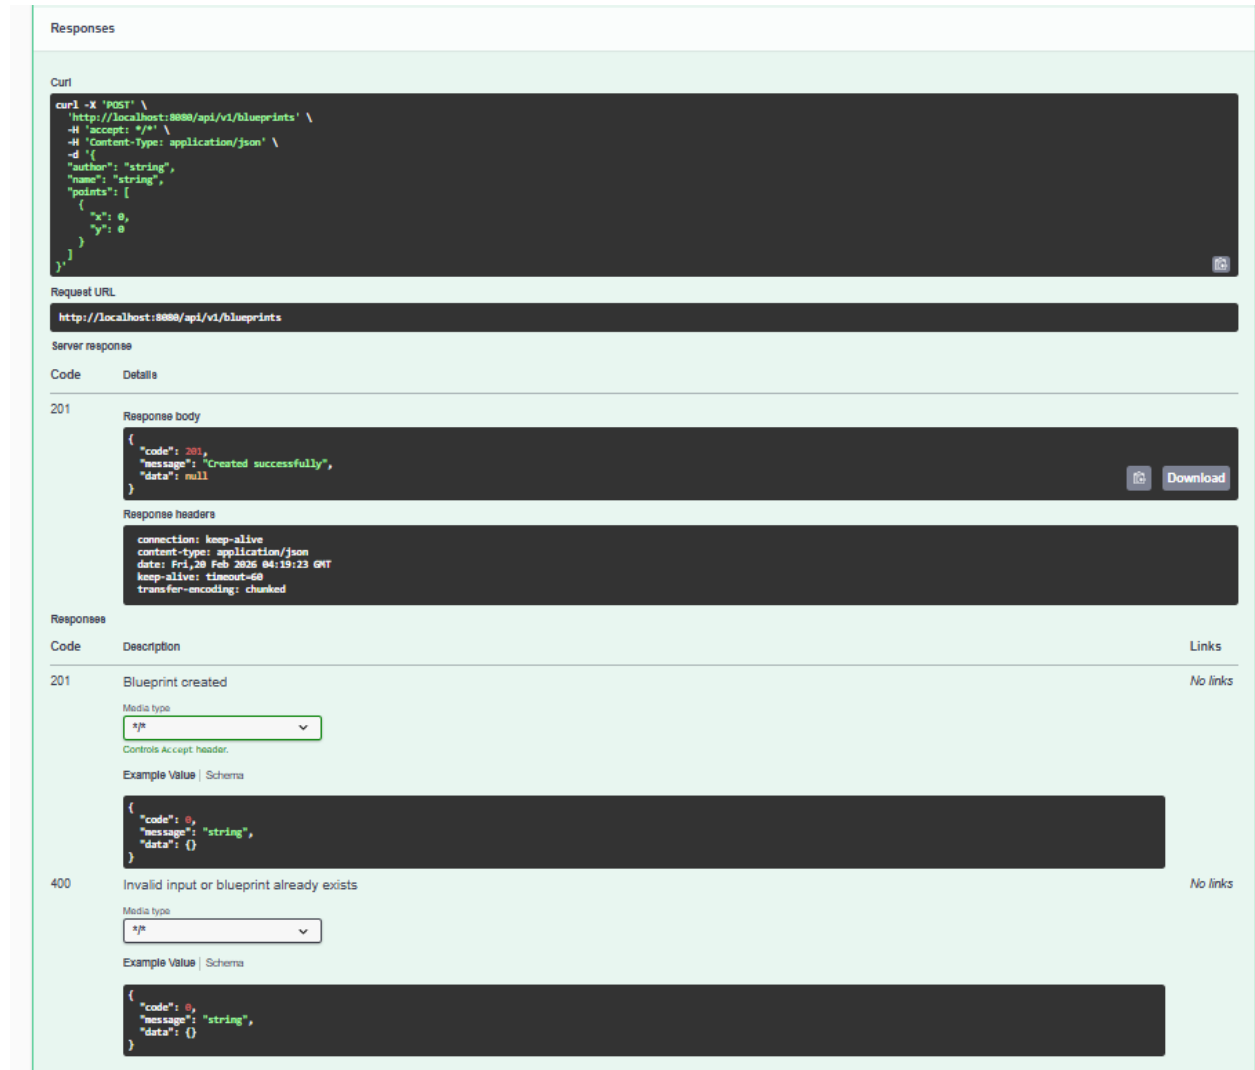 Responses
Curl
curl -X 'POST' \
  'http://localhost:8080/api/v1/blueprints' \
  -H 'accept: */*' \
  -H 'Content-Type: application/json' \
  -d '{
  "author": "string",
  "name": "string",
  "points": [
    {
      "x": 0,
      "y": 0
    }
  ]
}'
Request URL
http://localhost:8080/api/v1/blueprints
Server response
Code Details
201
Response body
{
  "code": 201,
  "message": "Created successfully",
  "data": null
}
Download
Response headers
connection: keep-alive
content-type: application/json
date: Fri,20 Feb 2026 04:19:23 GMT
keep-alive: timeout=60
transfer-encoding: chunked
Responses
Code Description Links
201 Blueprint created No links
Media type
*/*
Controls Accept header.
Example Value | Schema
{
  "code": 0,
  "message": "string",
  "data": {}
}
400 Invalid input or blueprint already exists No links
Media type
*/*
Example Value | Schema
{
  "code": 0,
  "message": "string",
  "data": {}
}